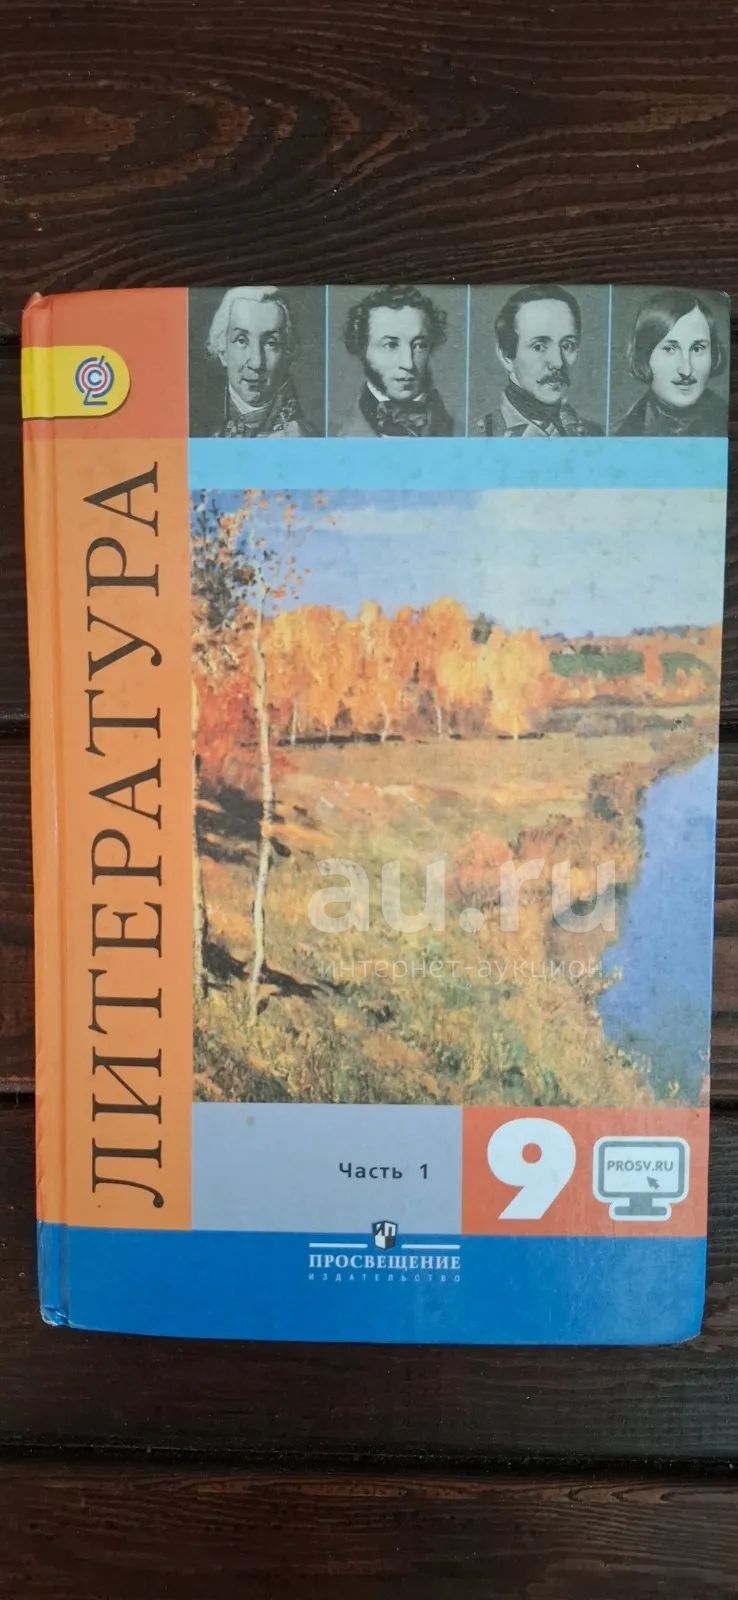 ЛИТЕРАТУРА
au.ru
интернет-аукцион
Часть 1
9
PROSV.RU
ПРОСВЕЩЕНИЕ
ИЗДАТЕЛЬСТВО